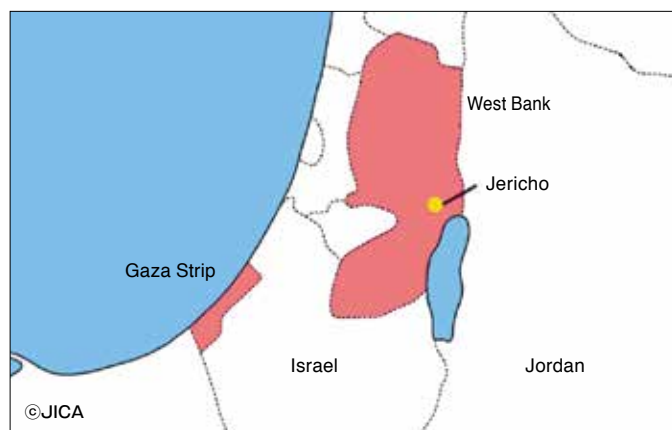 West Bank
Jericho
Gaza Strip
Israel
Jordan
©JICA